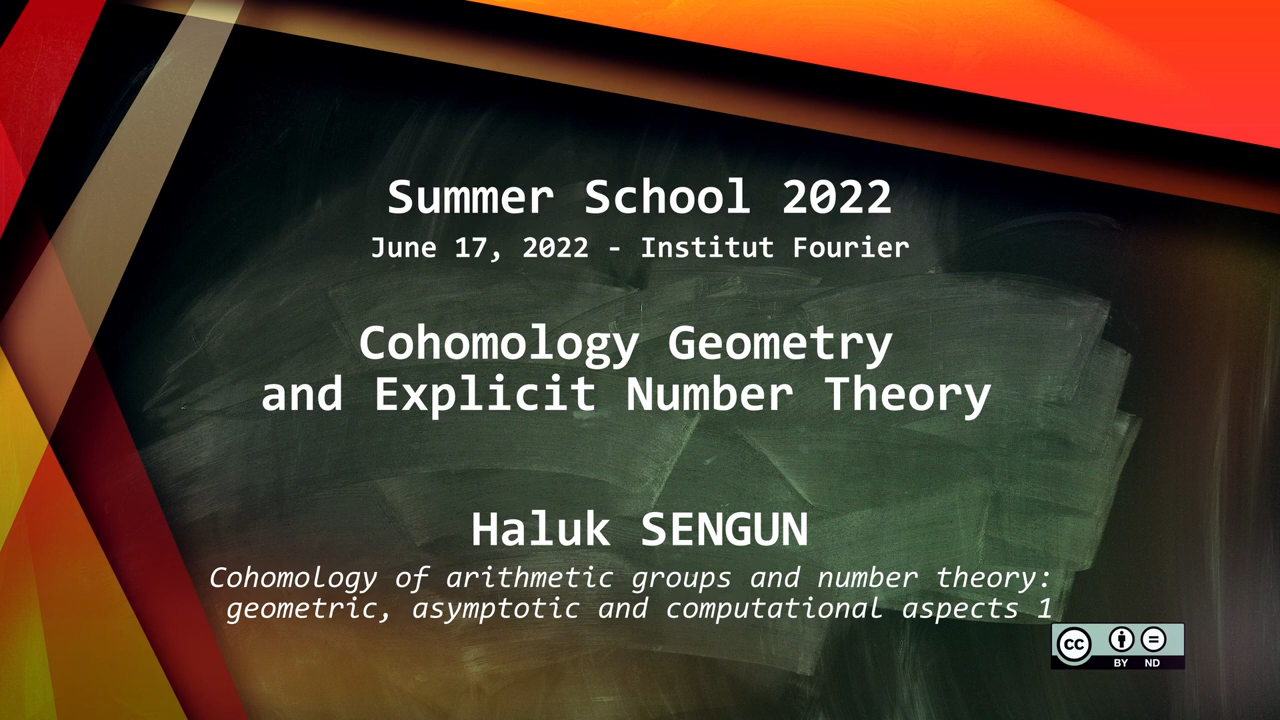 Summer School 2022
June 17, 2022 - Institut Fourier
Cohomology Geometry
and Explicit Number Theory
Haluk SENGUN
Cohomology of arithmetic groups and number theory:
geometric, asymptotic and computational aspects 1
cc
BY ND